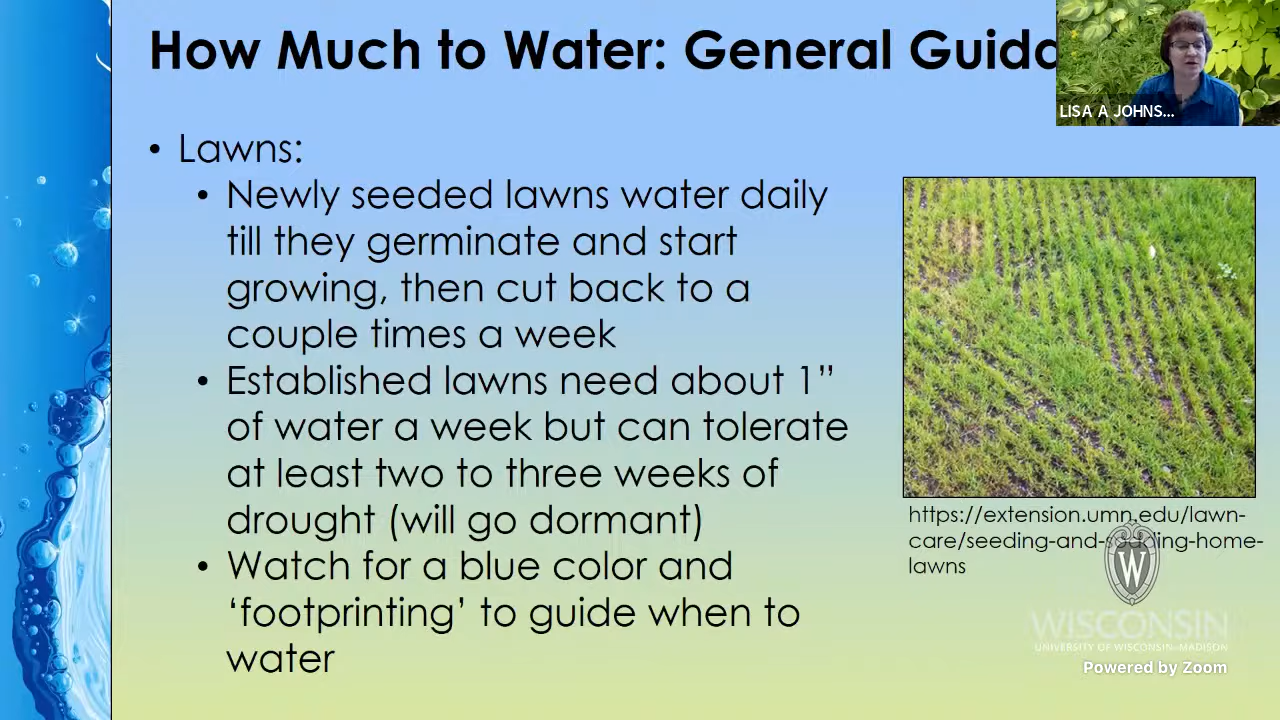 How Much to Water: General Guida
LISA A JOHNS...
• Lawns:
• Newly seeded lawns water daily
till they germinate and start
growing, then cut back to a
couple times a week
• Established lawns need about 1”
of water a week but can tolerate
at least two to three weeks of
drought (will go dormant)
• Watch for a blue color and
‘footprinting’ to guide when to
water
https://extension.umn.edu/lawn-
care/seeding-and-sodding-home-
lawns
W
WISCONSIN
UNIVERSITY OF WISCONSIN–MADISON
Powered by Zoom